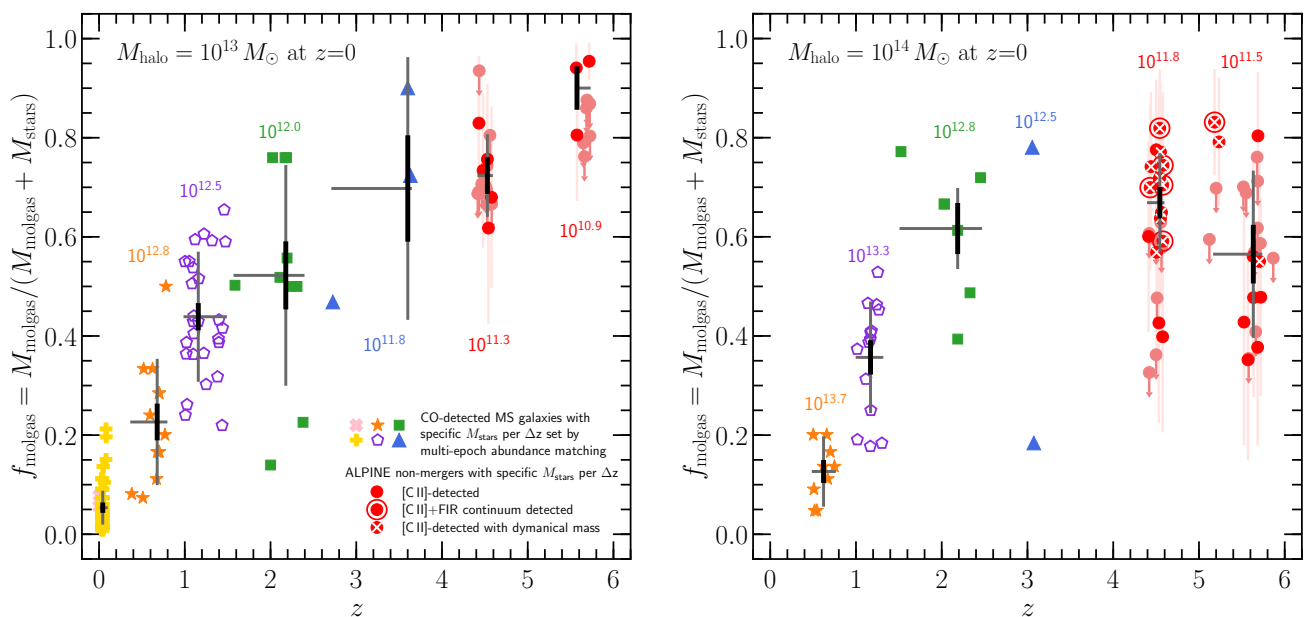 M_halo = 10^13 M_⊙ at z=0
f_molgas = M_molgas/(M_molgas + M_stars)
1.0
0.8
0.6
0.4
0.2
0.0
10^12.8
10^12.5
10^12.0
10^11.8
10^11.3
10^10.9
CO-detected MS galaxies with
specific M_stars per Δz set by
multi-epoch abundance matching
ALPINE non-mergers with specific M_stars per Δz
[C II]-detected
[C II]+FIR continuum detected
[C II]-detected with dymanical mass
0 1 2 3 4 5 6
z
M_halo = 10^14 M_⊙ at z=0
f_molgas = M_molgas/(M_molgas + M_stars)
1.0
0.8
0.6
0.4
0.2
0.0
10^13.7
10^13.3
10^12.8
10^12.5
10^11.8
10^11.5
0 1 2 3 4 5 6
z